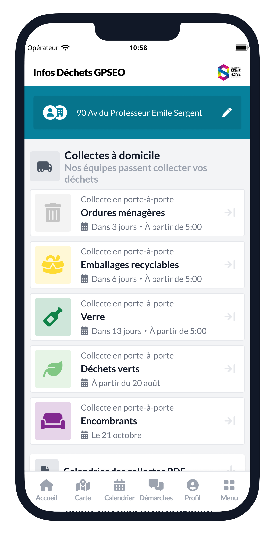 Opérateur
10:58
Infos Déchets GPSEO
90 Av du Professeur Emile Sergent
Collectes à domicile
Nos équipes passent collecter vos
déchets
Collecte en porte-à-porte
Ordures ménagères
Dans 3 jours • À partir de 5:00
Collecte en porte-à-porte
Emballages recyclables
Dans 6 jours • À partir de 5:00
Collecte en porte-à-porte
Verre
Dans 13 jours • À partir de 5:00
Collecte en porte-à-porte
Déchets verts
À partir du 20 août
Collecte en porte-à-porte
Encombrants
Le 21 octobre
Calendrier des collectes PDF
Accueil
Carte
Calendrier
Démarches
Profil
Menu